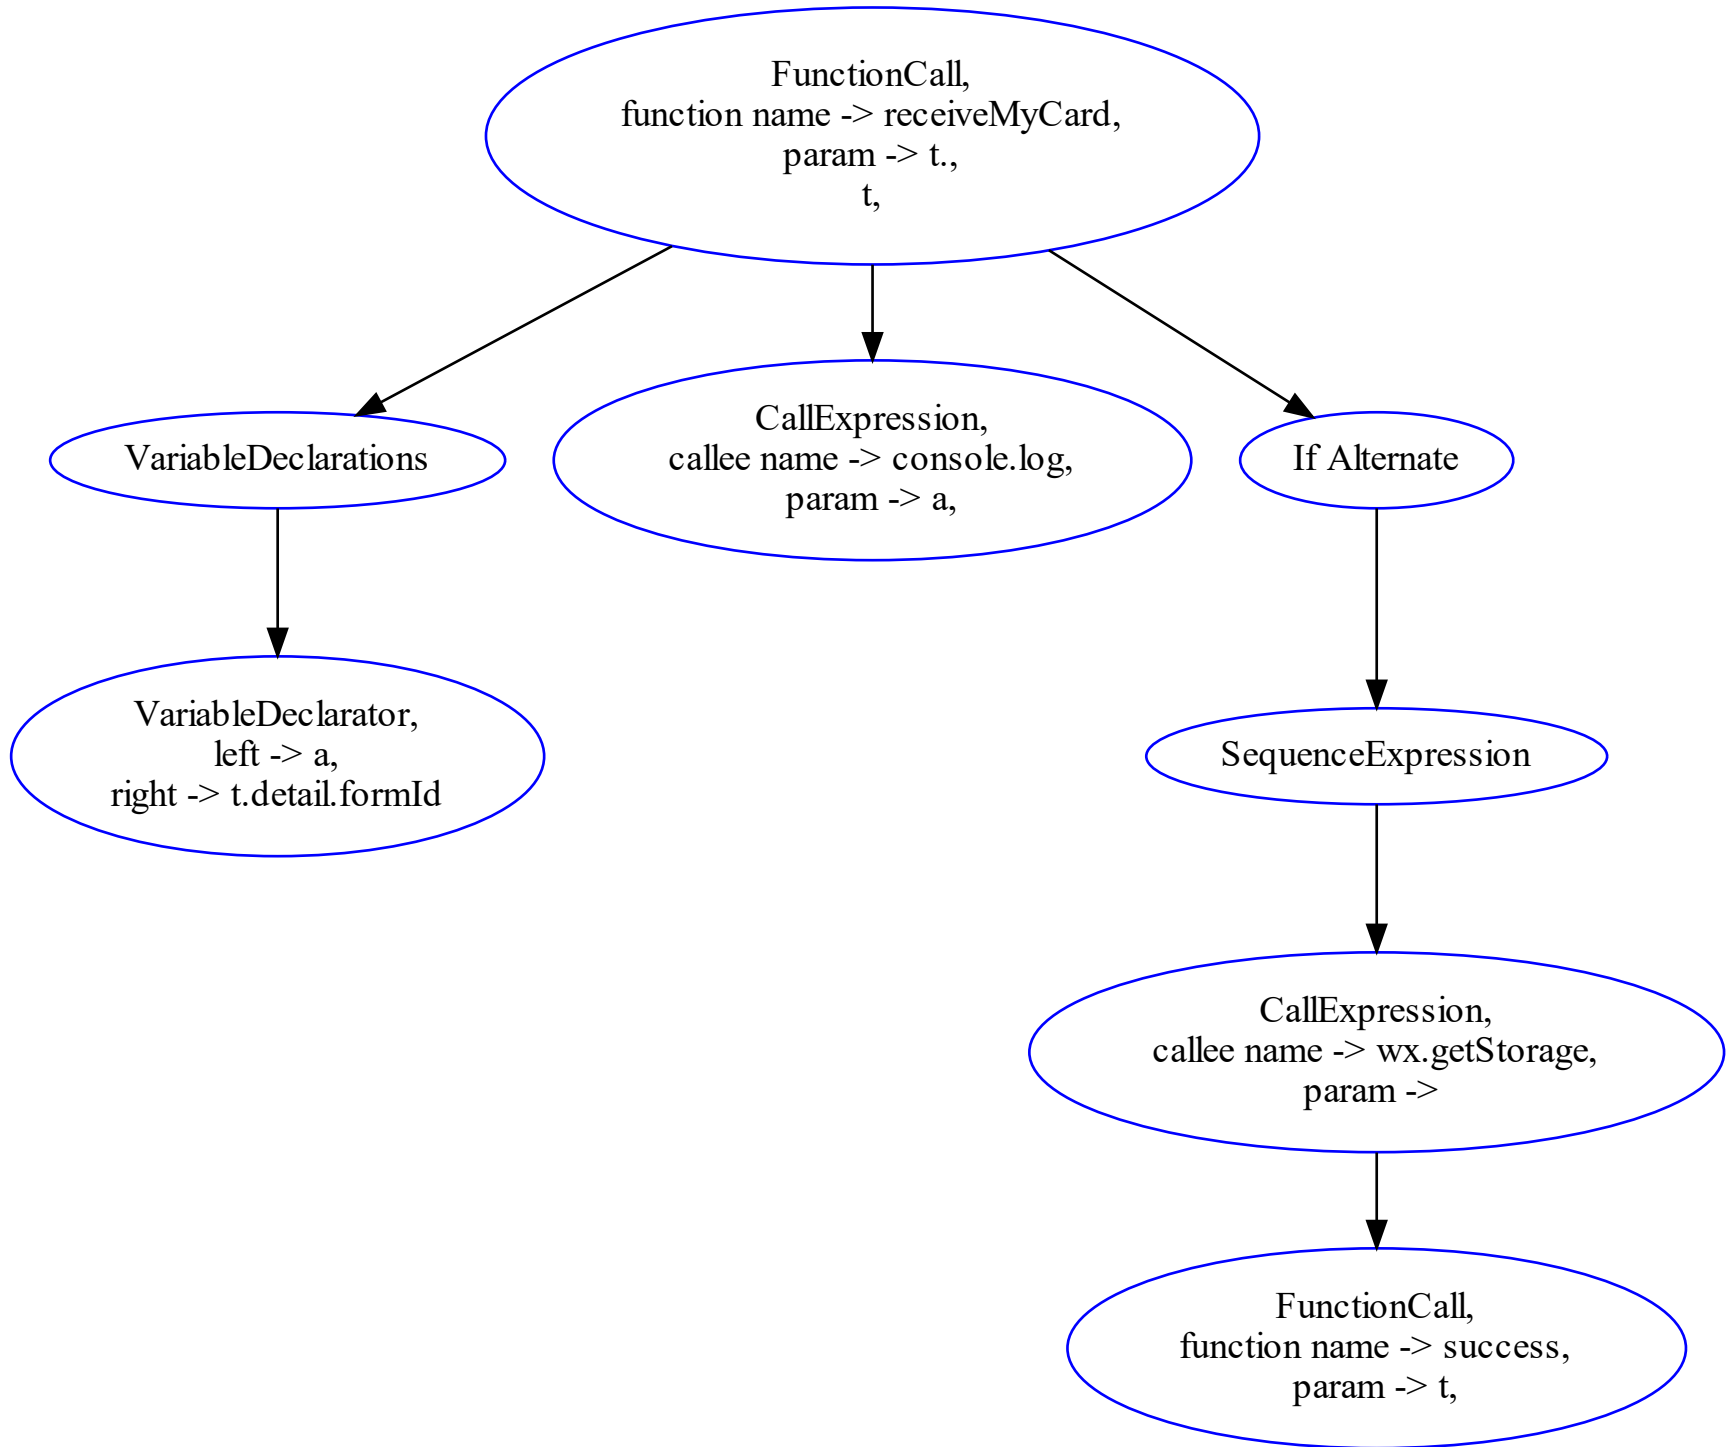 FunctionCall,
function name -> receiveMyCard,
param -> t.,
t,
VariableDeclarations
CallExpression,
callee name -> console.log,
param -> a,
If Alternate
VariableDeclarator,
left -> a,
right -> t.detail.formId
SequenceExpression
CallExpression,
callee name -> wx.getStorage,
param ->
FunctionCall,
function name -> success,
param -> t,